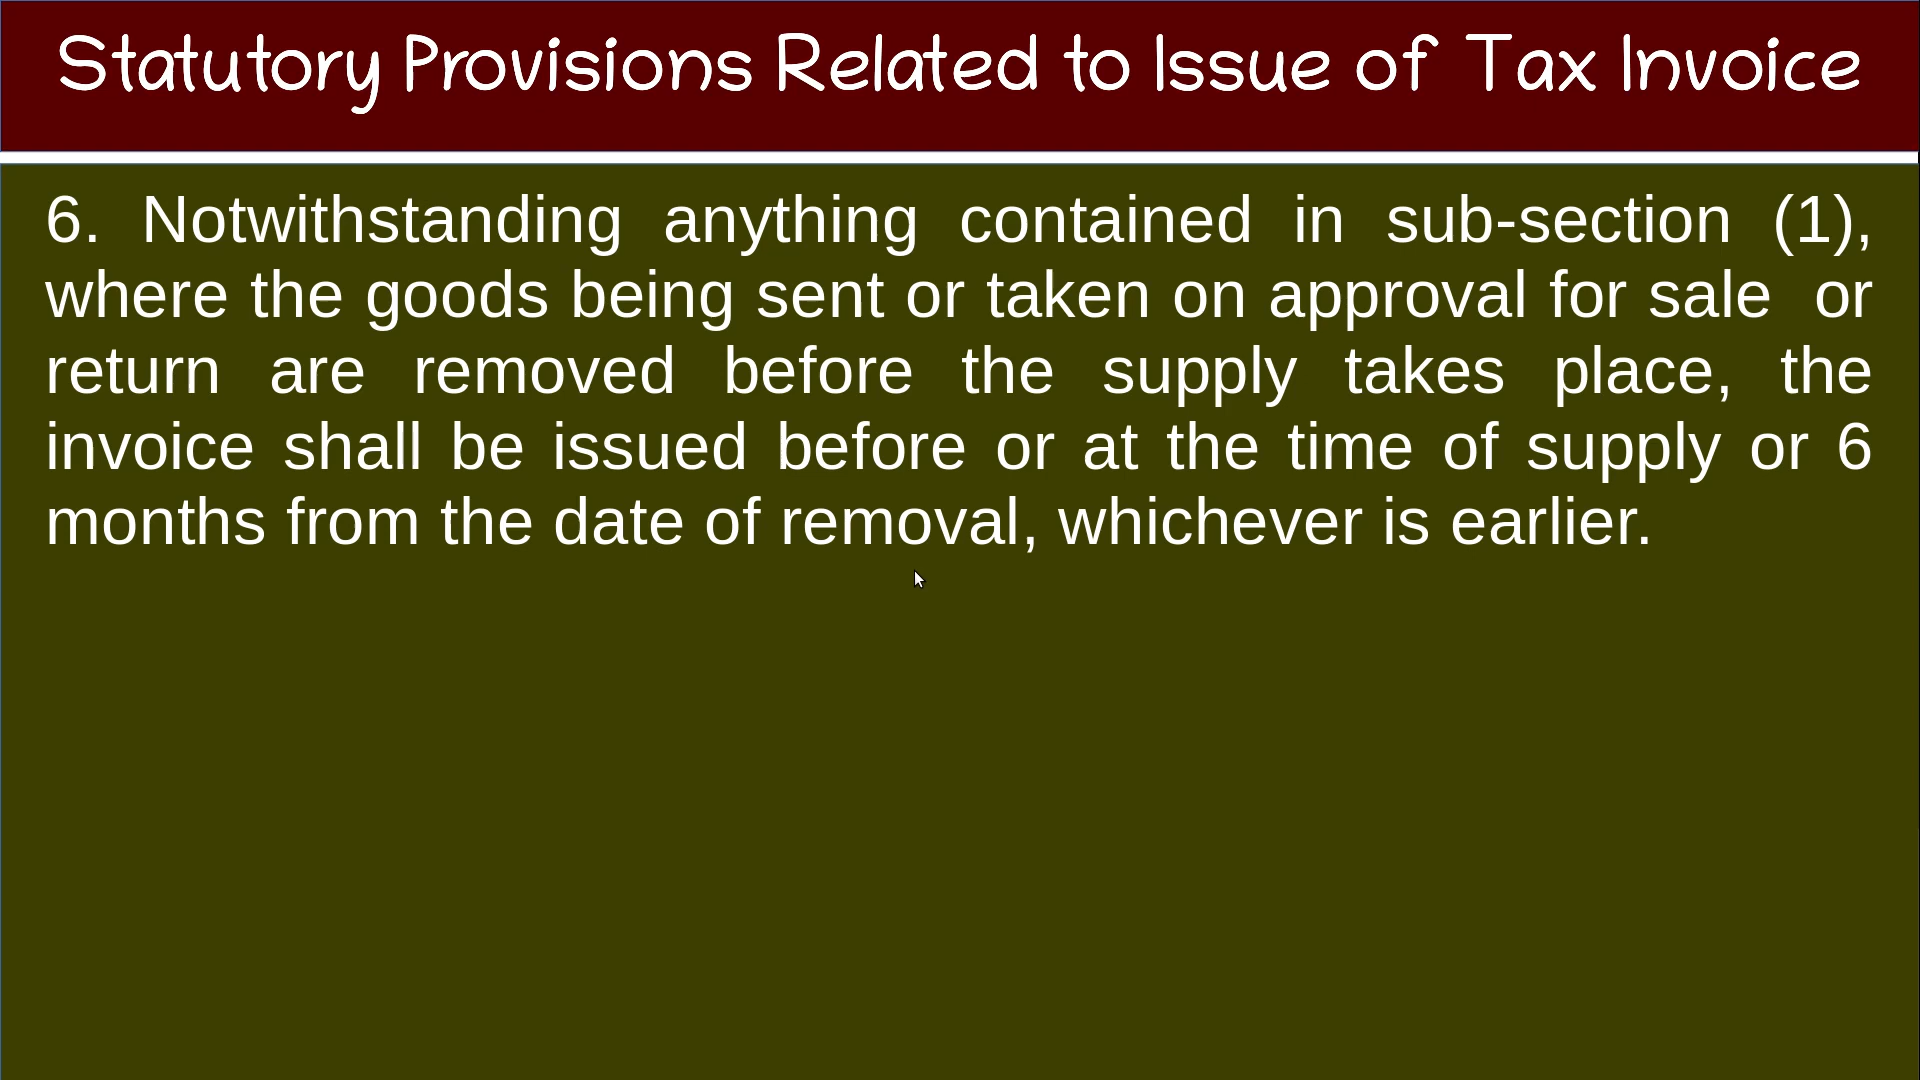 Statutory Provisions Related to Issue of Tax Invoice
6. Notwithstanding anything contained in sub-section (1),
where the goods being sent or taken on approval for sale or
return are removed before the supply takes place, the
invoice shall be issued before or at the time of supply or 6
months from the date of removal, whichever is earlier.